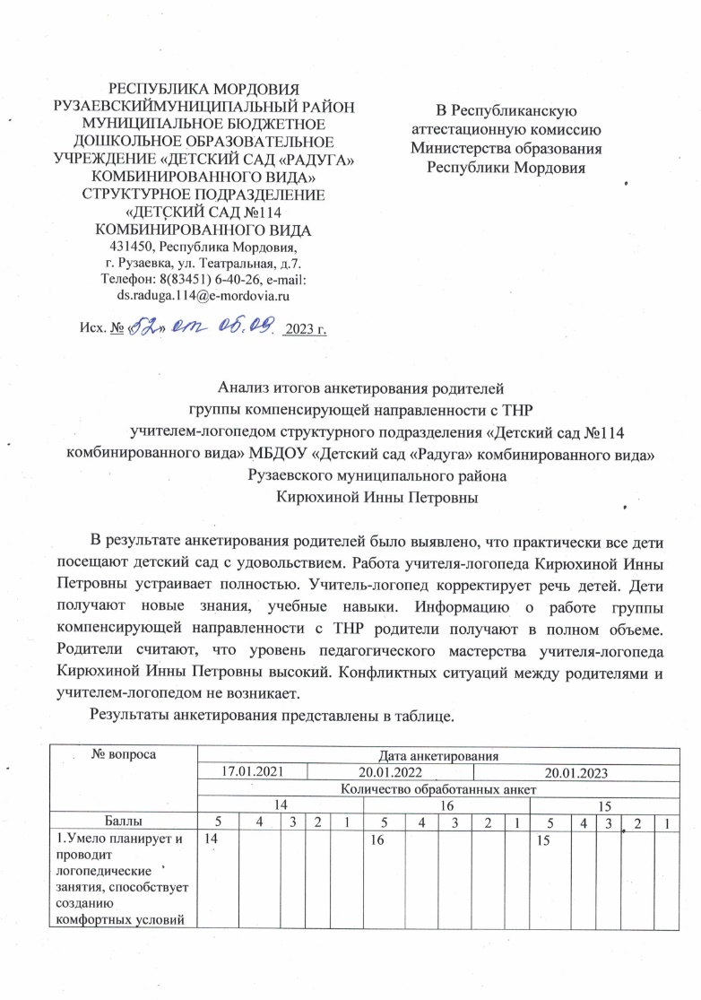 РЕСПУБЛИКА МОРДОВИЯ
РУЗАЕВСКИЙМУНИЦИПАЛЬНЫЙ РАЙОН
МУНИЦИПАЛЬНОЕ БЮДЖЕТНОЕ
ДОШКОЛЬНОЕ ОБРАЗОВАТЕЛЬНОЕ
УЧРЕЖДЕНИЕ «ДЕТСКИЙ САД «РАДУГА»
КОМБИНИРОВАННОГО ВИДА»
СТРУКТУРНОЕ ПОДРАЗДЕЛЕНИЕ
«ДЕТСКИЙ САД №114
КОМБИНИРОВАННОГО ВИДА
431450, Республика Мордовия,
г. Рузаевка, ул. Театральная, д.7.
Телефон: 8(83451) 6-40-26, e-mail:
ds.raduga.114@e-mordovia.ru
Исх. № «52» от 05.09. 2023 г.
В Республиканскую
аттестационную комиссию
Министерства образования
Республики Мордовия
Анализ итогов анкетирования родителей
группы компенсирующей направленности с ТНР
учителем-логопедом структурного подразделения «Детский сад №114
комбинированного вида» МБДОУ «Детский сад «Радуга» комбинированного вида»
Рузаевского муниципального района
Кирюхиной Инны Петровны
В результате анкетирования родителей было выявлено, что практически все дети
посещают детский сад с удовольствием. Работа учителя-логопеда Кирюхиной Инны
Петровны устраивает полностью. Учитель-логопед корректирует речь детей. Дети
получают новые знания, учебные навыки. Информацию о работе группы
компенсирующей направленности с ТНР родители получают в полном объеме.
Родители считают, что уровень педагогического мастерства учителя-логопеда
Кирюхиной Инны Петровны высокий. Конфликтных ситуаций между родителями и
учителем-логопедом не возникает.
Результаты анкетирования представлены в таблице.
№ вопроса Дата анкетирования
17.01.2021 20.01.2022 20.01.2023
Количество обработанных анкет
14 16 15
Баллы 5 4 3 2 1 5 4 3 2 1 5 4 3 2 1
1.Умело планирует и 14 16 15
проводит
логопедические
занятия, способствует
созданию
комфортных условий